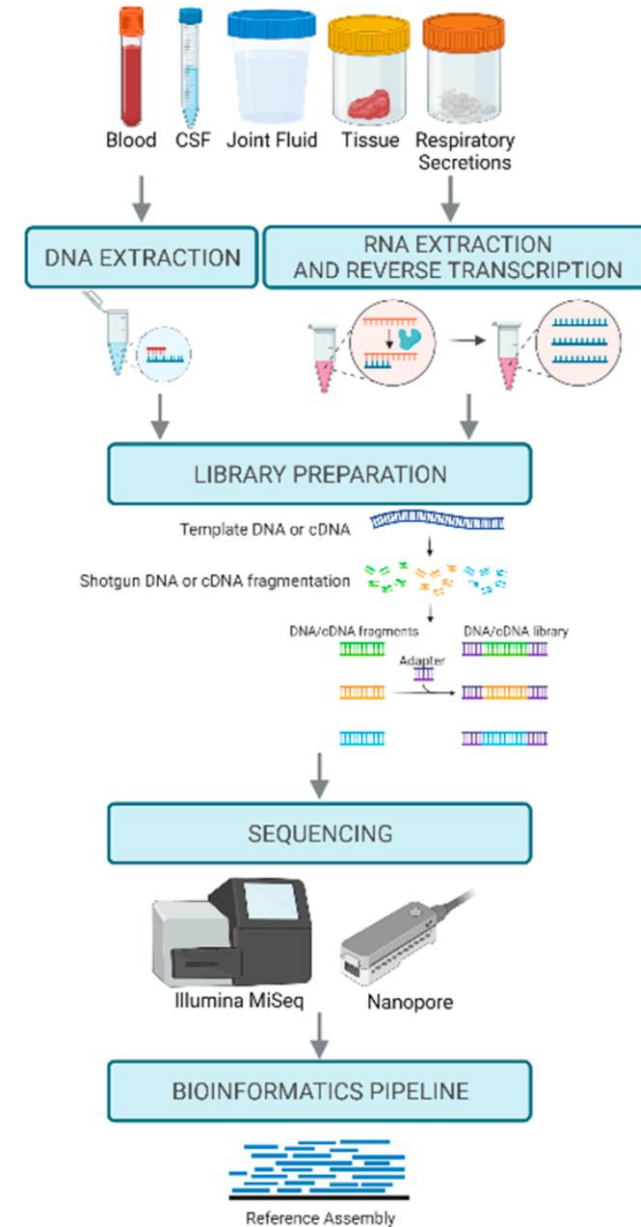 Blood CSF Joint Fluid Tissue Respiratory
Secretions
DNA EXTRACTION
RNA EXTRACTION
AND REVERSE TRANSCRIPTION
LIBRARY PREPARATION
Template DNA or cDNA
Shotgun DNA or cDNA fragmentation
DNA/cDNA fragments
DNA/cDNA library
Adapter
SEQUENCING
Illumina MiSeq
Nanopore
BIOINFORMATICS PIPELINE
Reference Assembly